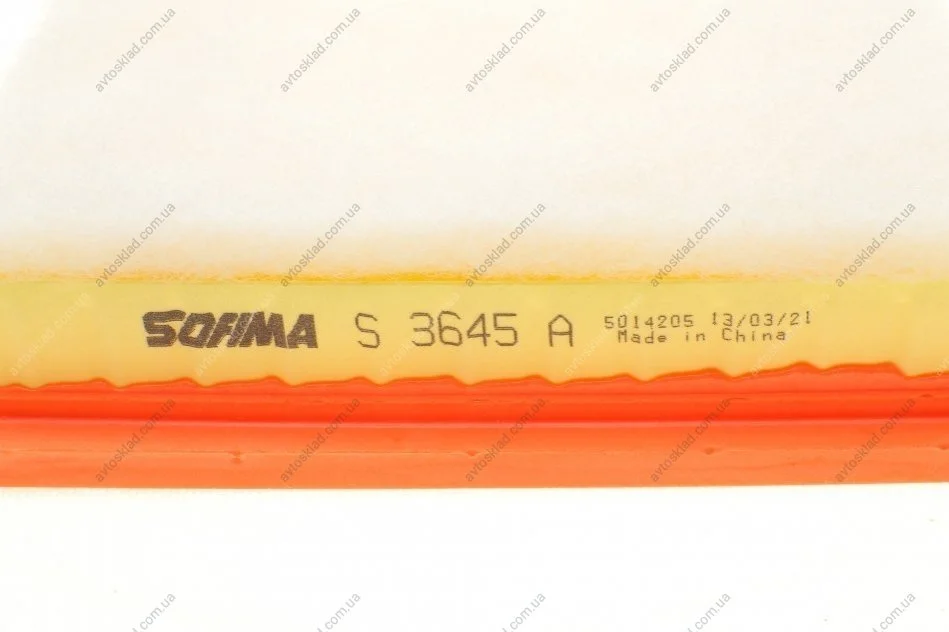 SOFIMA S 3645 A 5014205 13/03/21
Made in China
avtosklad.com.ua